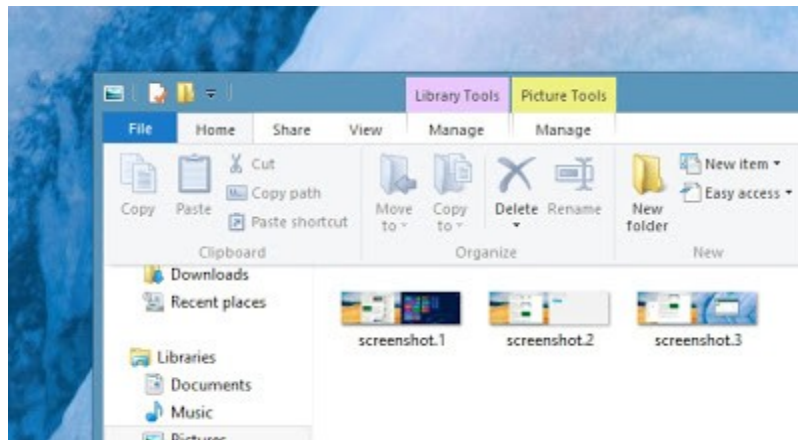 Library Tools Picture Tools
File Home Share View Manage Manage
Copy
Paste
Cut
Copy path
Paste shortcut
Clipboard
Move to
Copy to
Delete
Rename
Organize
New folder
New item
Easy access
New
Downloads
Recent places
Libraries
Documents
Music
Pictures
screenshot.1
screenshot.2
screenshot.3